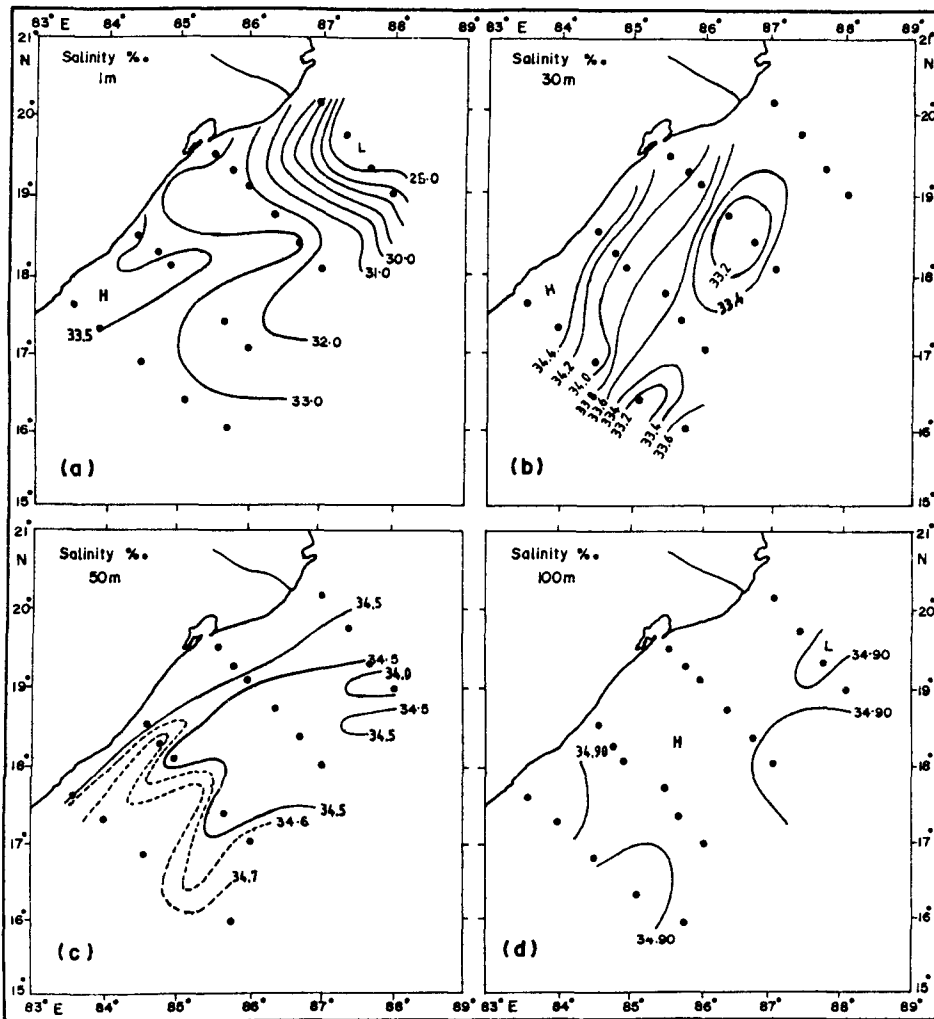 83° E 84° 85° 86° 87° 88° 89°
83° E 84° 85° 86° 87° 88° 89°
21°
N
20°
19°
18°
17°
16°
15°
Salinity ‰
1m
L
25.0
30.0
31.0
32.0
33.0
33.5
H
(a)
21°
N
20°
19°
18°
17°
16°
15°
Salinity ‰
30m
H
33.2
33.4
34.4
34.2
34.0
33.8
33.6
33.4
33.2
33.4
33.6
(b)
21°
N
20°
19°
18°
17°
16°
15°
Salinity ‰
50m
34.5
34.5
34.0
34.5
34.5
34.5
34.6
34.7
(c)
21°
N
20°
19°
18°
17°
16°
15°
Salinity ‰
100m
L
34.90
34.90
H
34.90
34.90
(d)
83° E 84° 85° 86° 87° 88° 89°
83° E 84° 85° 86° 87° 88° 89°